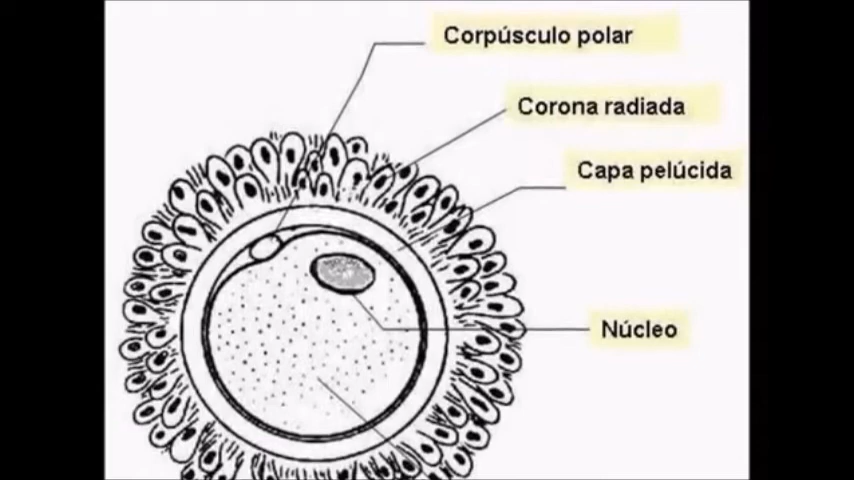 Corpúsculo polar
Corona radiada
Capa pelúcida
Núcleo